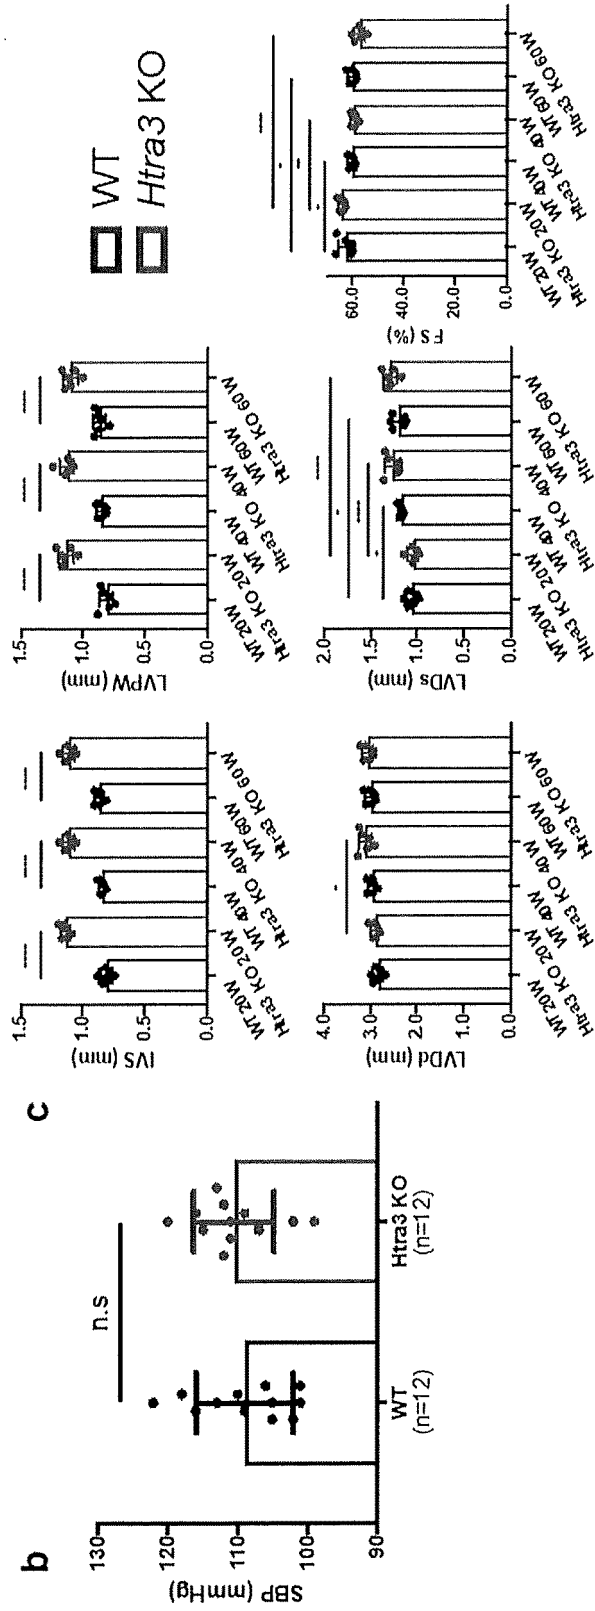 b
SBP (mmHg)
130
120
110
100
90
n.s
WT
(n=12)
Htra3 KO
(n=12)
c
WT
Htra3 KO
IVS (mm)
1.5
1.0
0.5
0.0
WT 20W
Htra3 KO 20W
WT 40W
Htra3 KO 40W
WT 60W
Htra3 KO 60W
LVPW (mm)
1.5
1.0
0.5
0.0
WT 20W
Htra3 KO 20W
WT 40W
Htra3 KO 40W
WT 60W
Htra3 KO 60W
LVDd (mm)
4.0
3.0
2.0
1.0
0.0
WT 20W
Htra3 KO 20W
WT 40W
Htra3 KO 40W
WT 60W
Htra3 KO 60W
LVDs (mm)
2.0
1.5
1.0
0.5
0.0
WT 20W
Htra3 KO 20W
WT 40W
Htra3 KO 40W
WT 60W
Htra3 KO 60W
FS (%)
60.0
40.0
20.0
0.0
WT 20W
Htra3 KO 20W
WT 40W
Htra3 KO 40W
WT 60W
Htra3 KO 60W